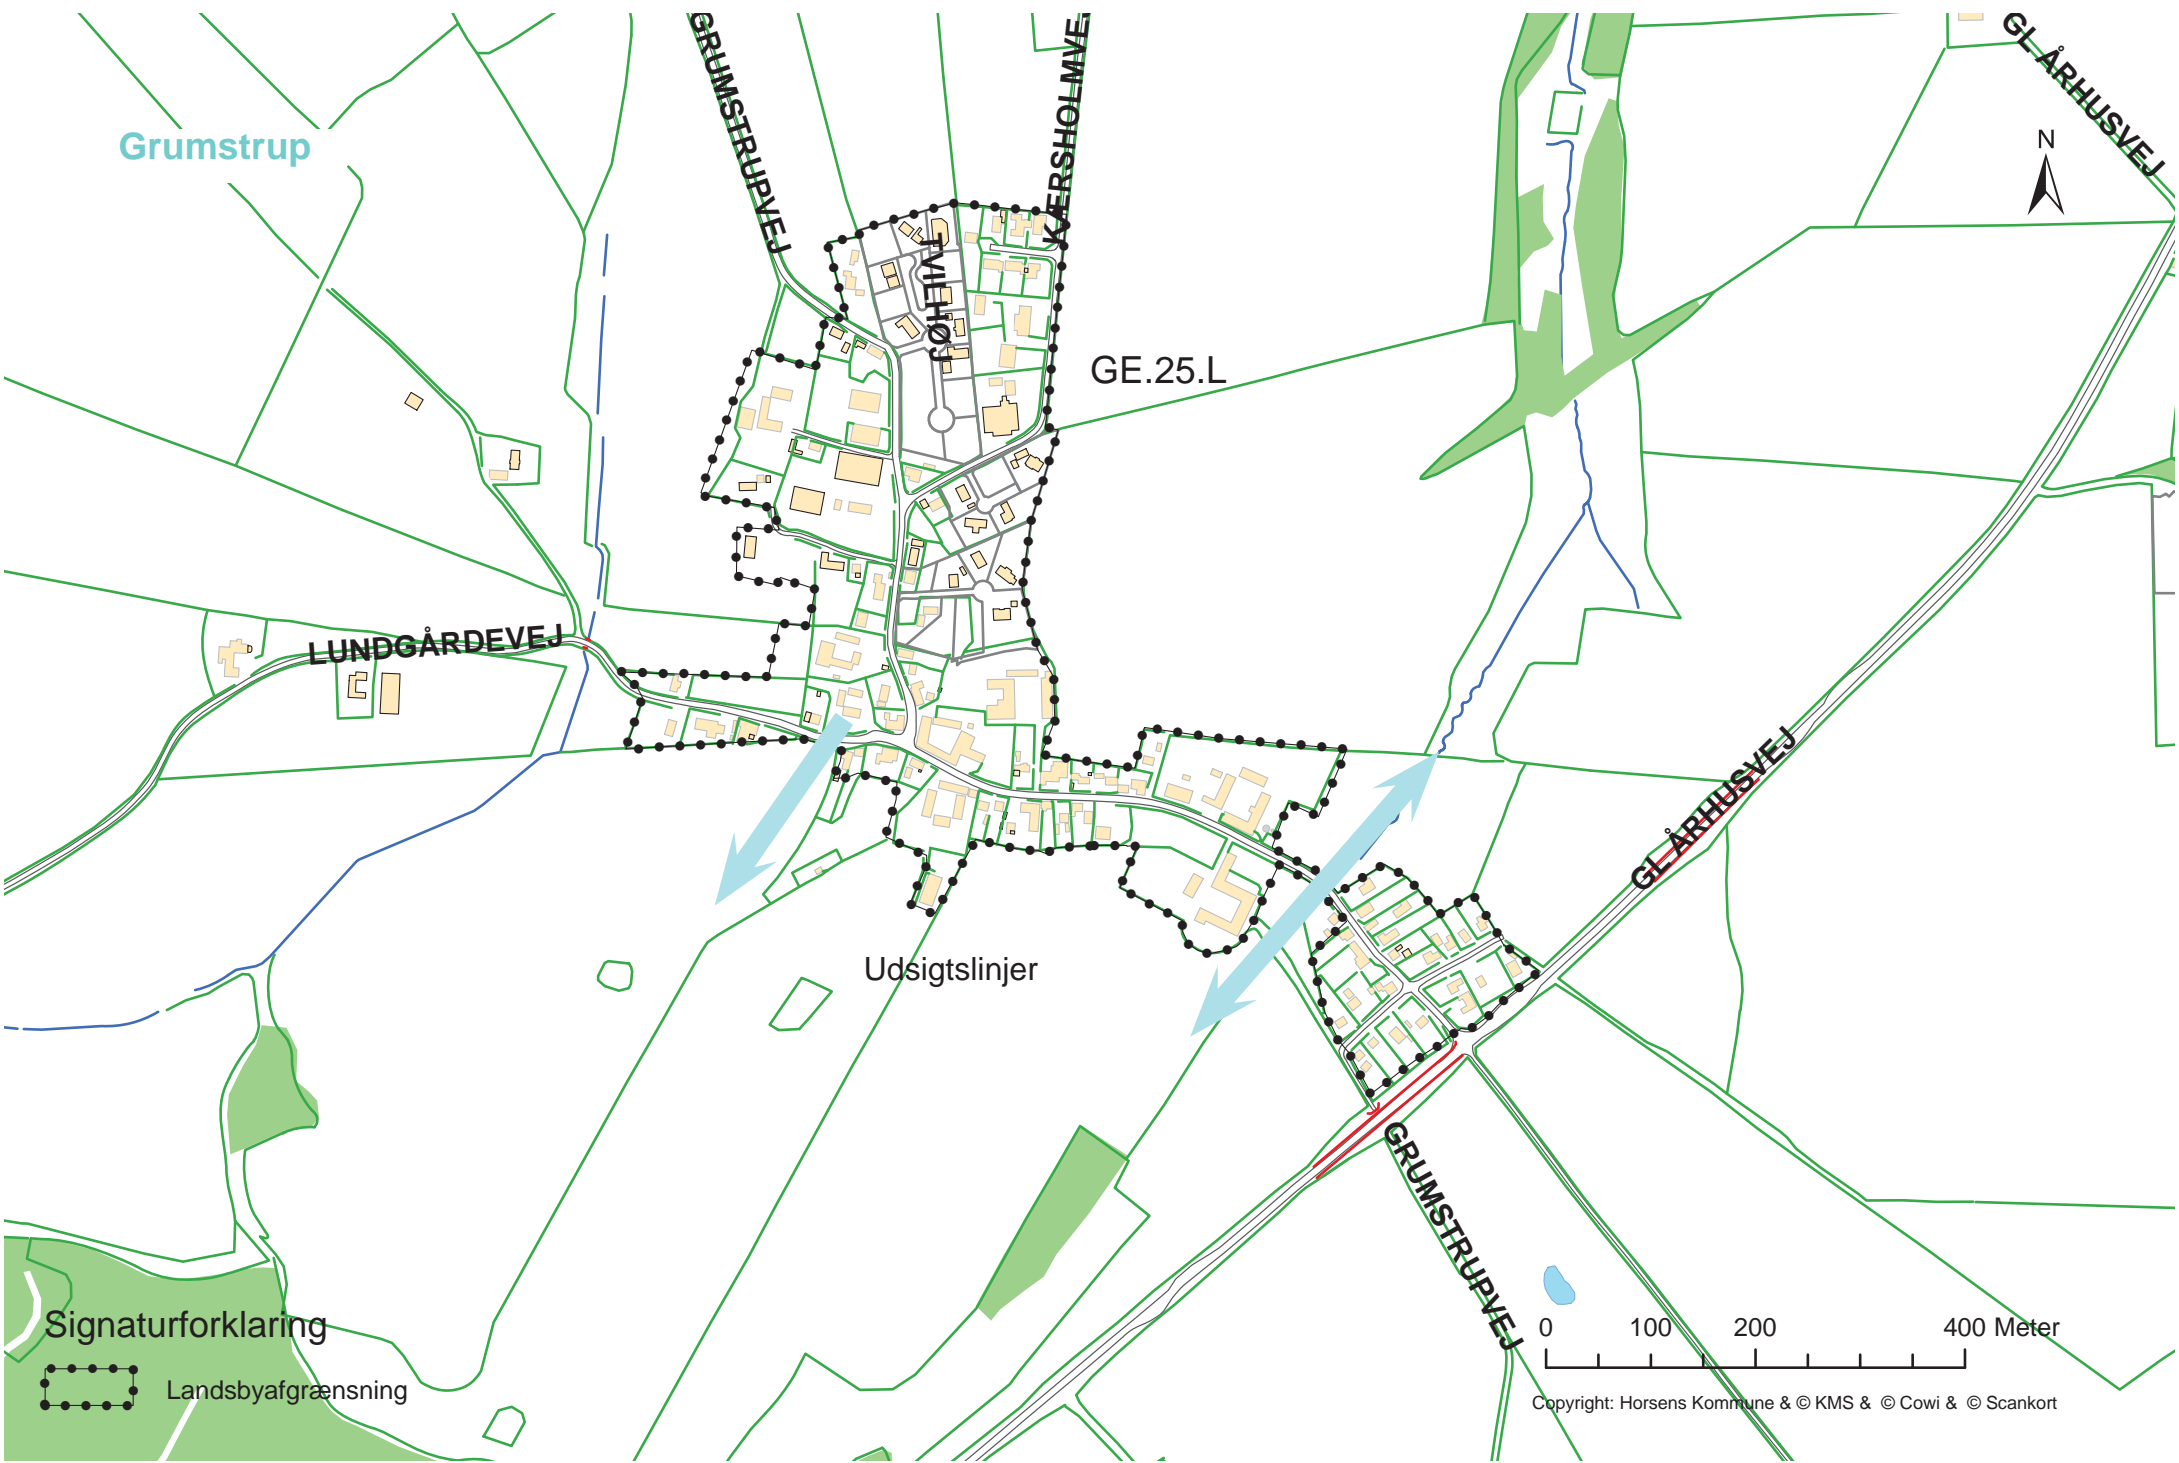 GRUMSTRUPVEJ
KÆRSHOLMVEJ
GL ÅRHUSVEJ
Grumstrup
N
TVILHØJ
GE.25.L
LUNDGÅRDEVEJ
GL ÅRHUSVEJ
Udsigtslinjer
GRUMSTRUPVEJ
Signaturforklaring
0 100 200 400 Meter
Landsbyafgrænsning
Copyright: Horsens Kommune & © KMS & © Cowi & © Scankort